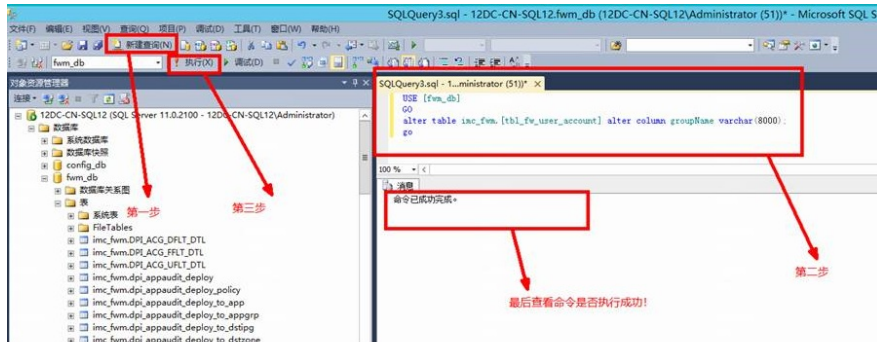 SQLQuery3.sql - 12DC-CN-SQL12.fwm_db (12DC-CN-SQL12\Administrator (51))* - Microsoft SQL S
文件(F) 编辑(E) 视图(V) 查询(Q) 项目(P) 调试(D) 工具(T) 窗口(W) 帮助(H)
新建查询(N)
fwm_db 执行(X) 调试(D)
对象资源管理器
连接
12DC-CN-SQL12 (SQL Server 11.0.2100 - 12DC-CN-SQL12\Administrator)
数据库
系统数据库
数据库快照
config_db
fwm_db
数据库关系图
表
系统表
FileTables
imc_fwm.DPI_ACG_DFLT_DTL
imc_fwm.DPI_ACG_FFLT_DTL
imc_fwm.DPI_ACG_UFLT_DTL
imc_fwm.dpi_appaudit_deploy
imc_fwm.dpi_appaudit_deploy_policy
imc_fwm.dpi_appaudit_deploy_to_app
imc_fwm.dpi_appaudit_deploy_to_appgrp
imc_fwm.dpi_appaudit_deploy_to_dstipg
imc_fwm.dpi_appaudit_deploy_to_dstzone
第一步
第三步
SQLQuery3.sql - 1...ministrator (51))*
USE [fwm_db]
GO
alter table imc_fwm.[tbl_fw_user_account] alter column groupName varchar(8000);
go
100 %
消息
命令已成功完成。
第二步
最后查看命令是否执行成功!